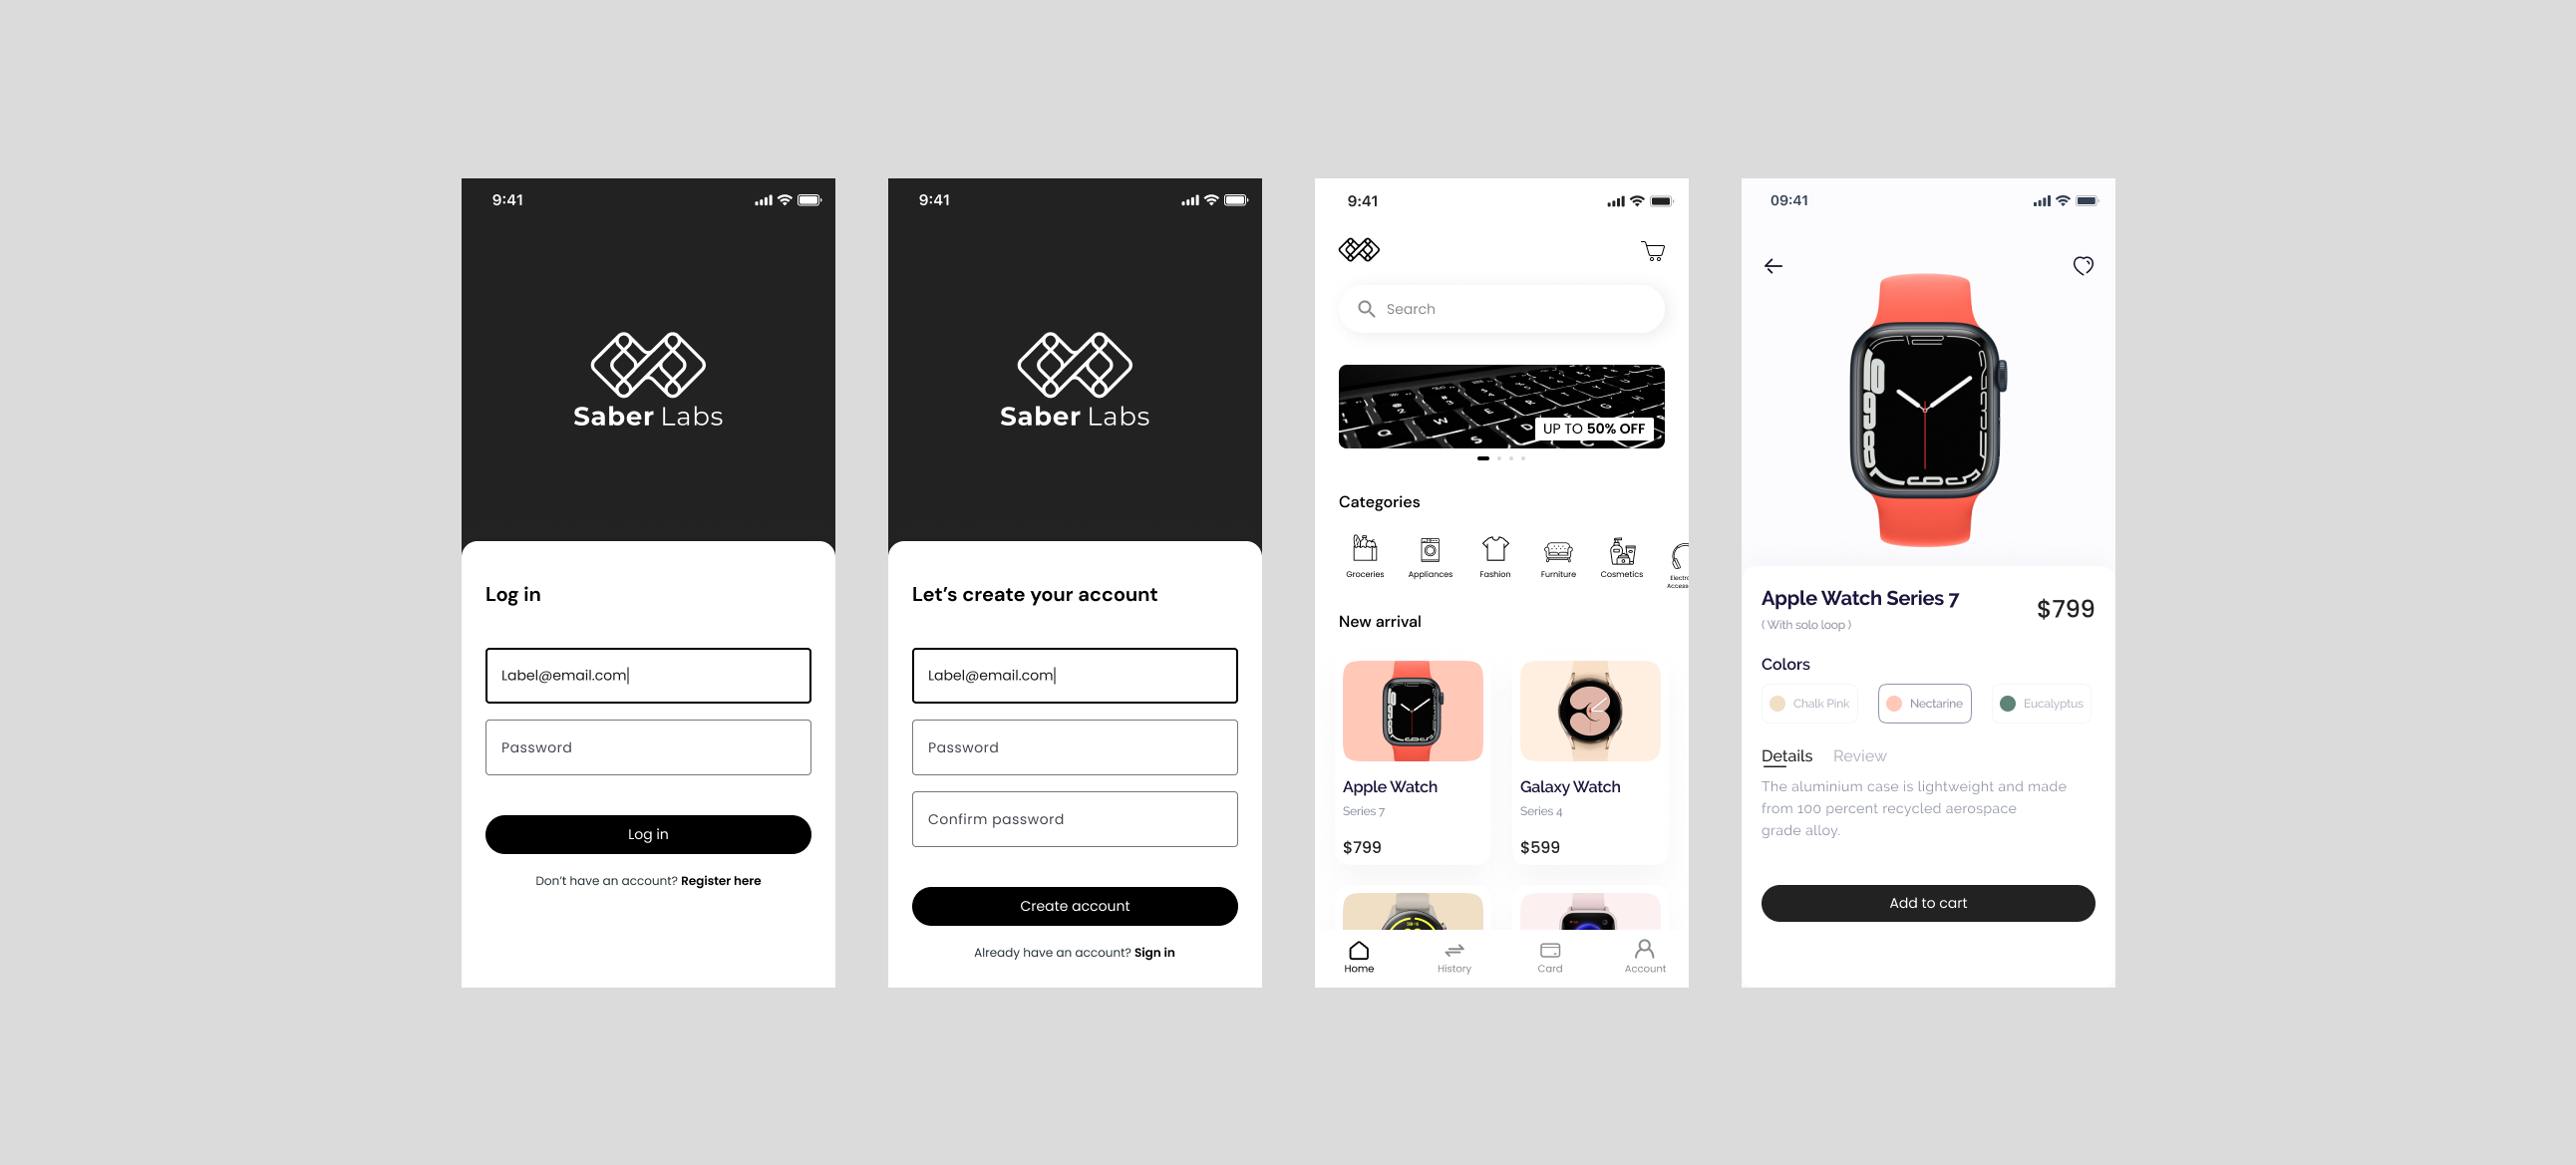 9:41
Saber Labs
Log in
Label@email.com
Password
Log in
Don't have an account? Register here
9:41
Saber Labs
Let's create your account
Label@email.com
Password
Confirm password
Create account
Already have an account? Sign in
9:41
Search
UP TO 50% OFF
Categories
Groceries
Appliances
Fashion
Furniture
Cosmetics
New arrival
Apple Watch
Series 7
$799
Galaxy Watch
Series 4
$599
Home
History
Card
Account
09:41
Apple Watch Series 7
( With solo loop )
$799
Colors
Chalk Pink
Nectarine
Eucalyptus
Details
Review
The aluminium case is lightweight and made
from 100 percent recycled aerospace
grade alloy.
Add to cart